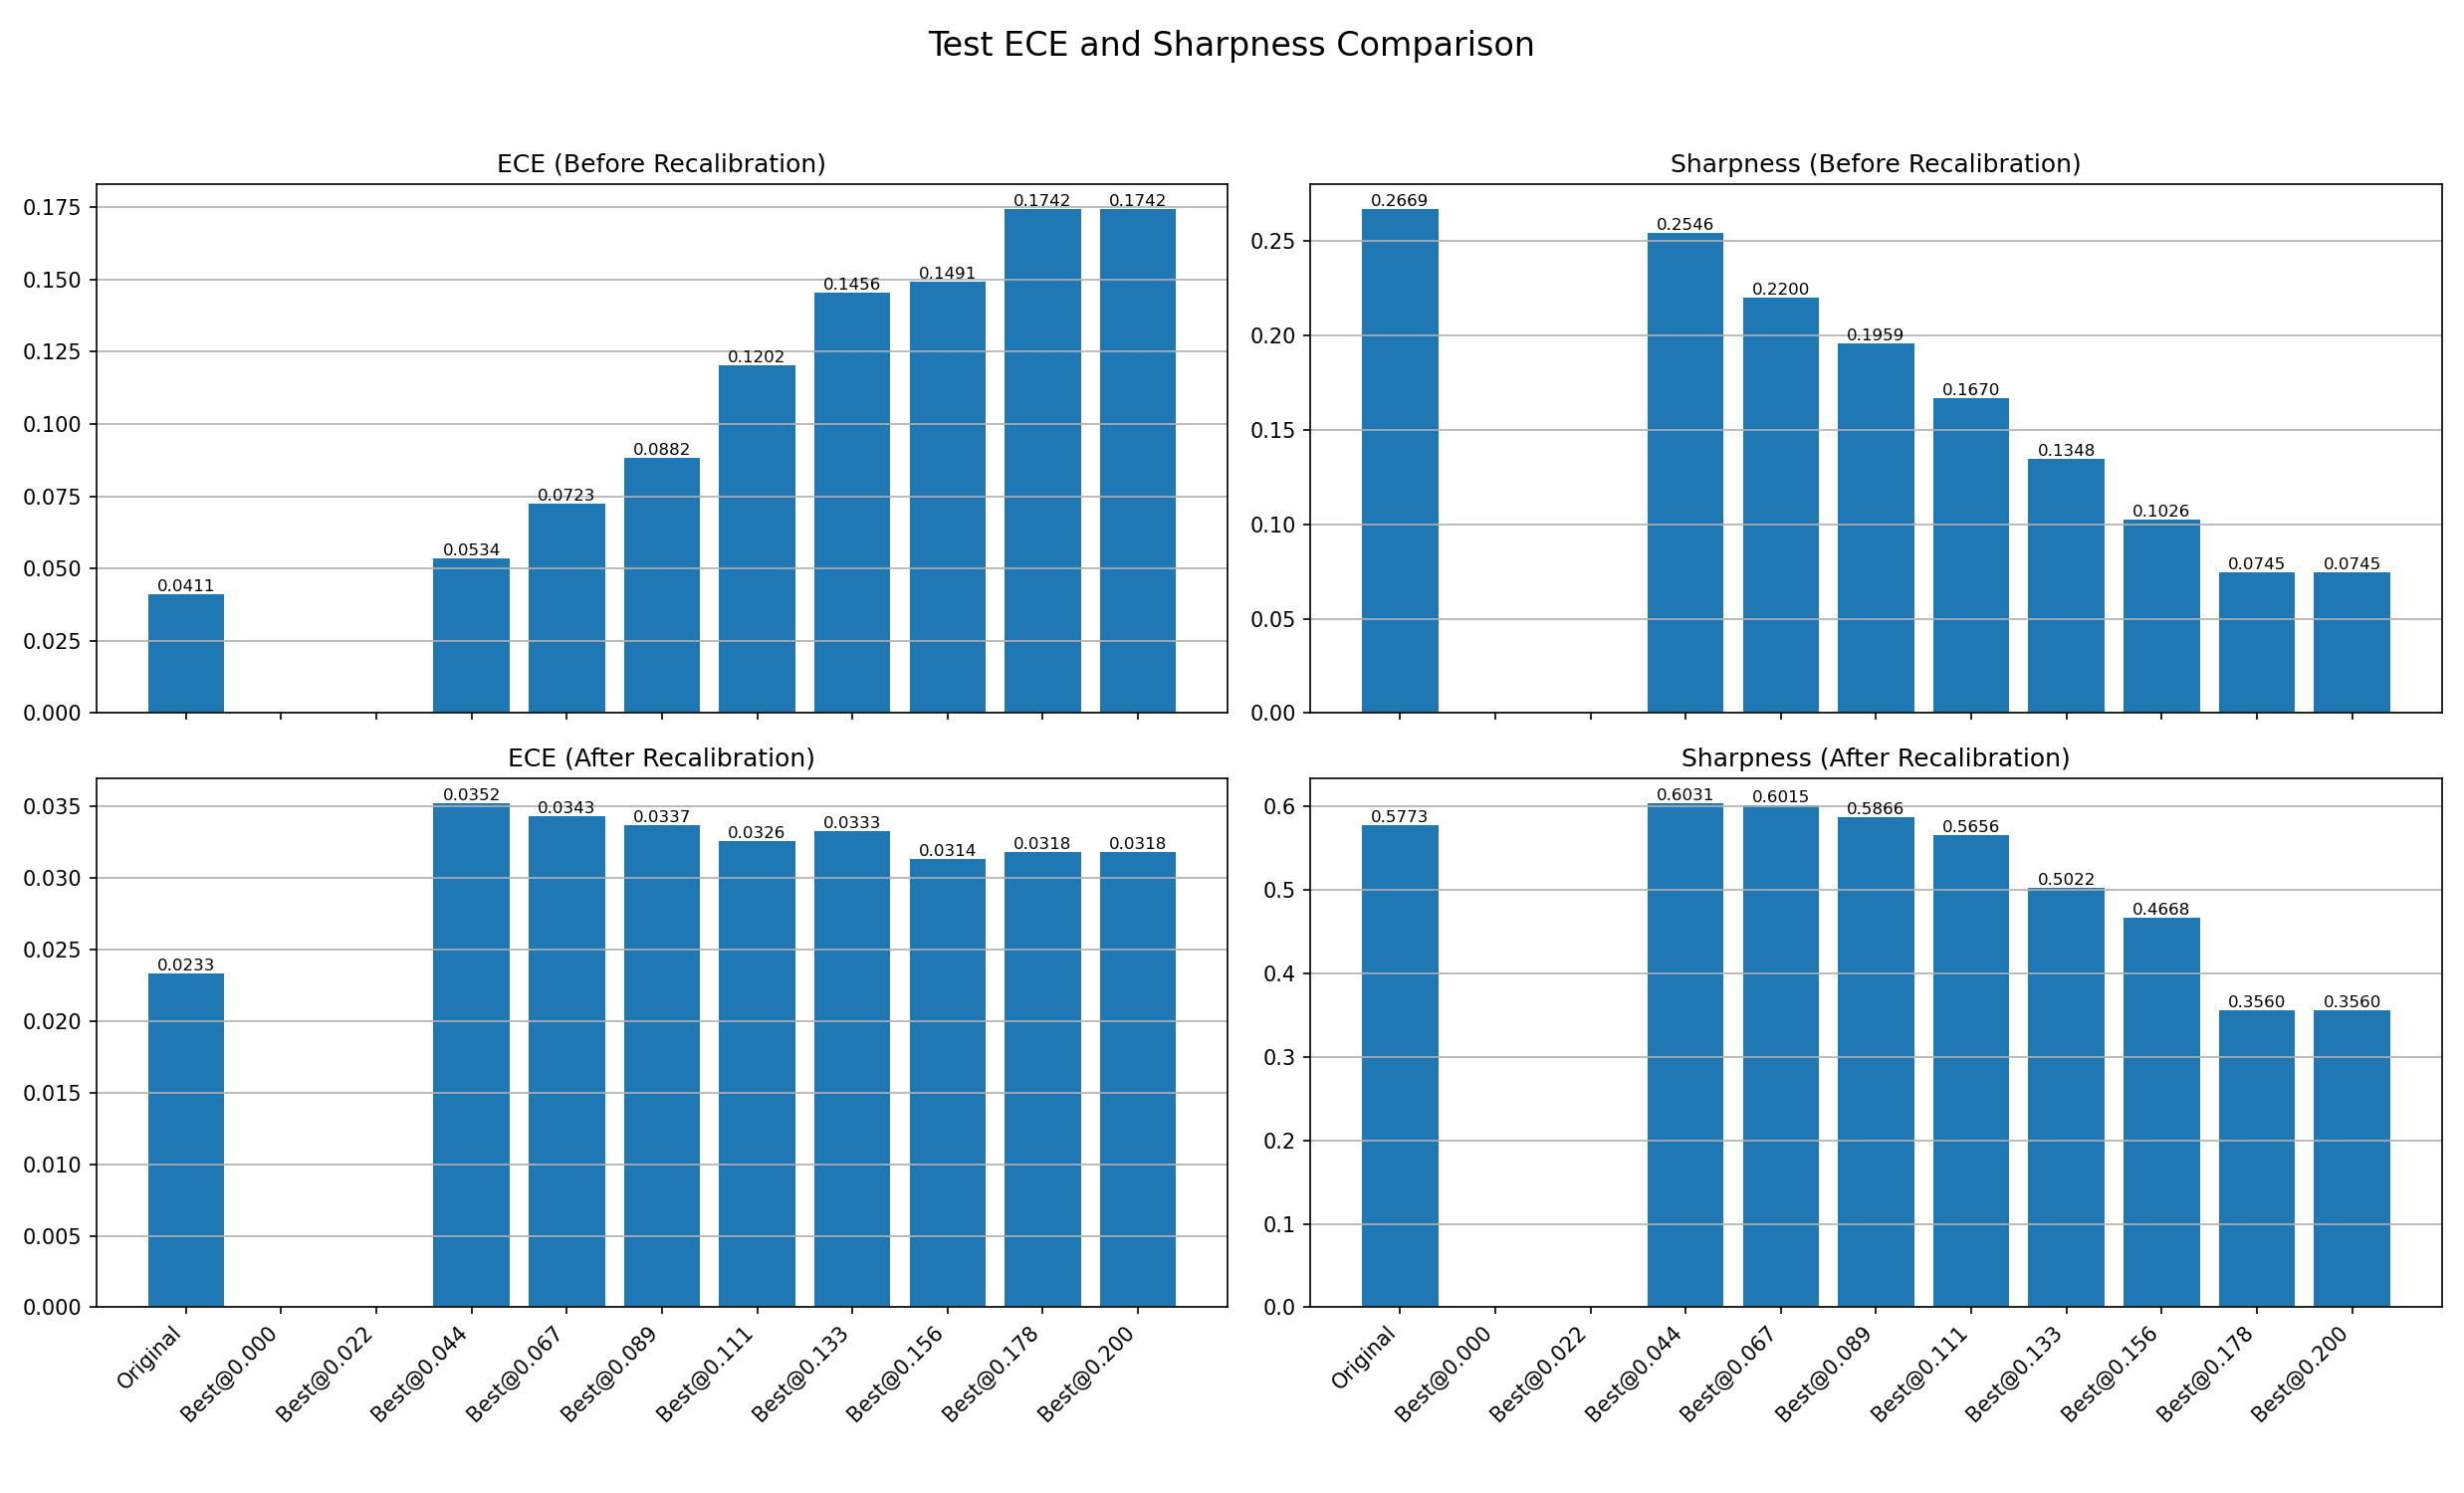 Test ECE and Sharpness Comparison
ECE (Before Recalibration)
0.175
0.150
0.125
0.100
0.075
0.050
0.025
0.000
0.0411
0.0534
0.0723
0.0882
0.1202
0.1456
0.1491
0.1742
0.1742
Sharpness (Before Recalibration)
0.25
0.20
0.15
0.10
0.05
0.00
0.2669
0.2546
0.2200
0.1959
0.1670
0.1348
0.1026
0.0745
0.0745
ECE (After Recalibration)
0.035
0.030
0.025
0.020
0.015
0.010
0.005
0.000
0.0233
0.0352
0.0343
0.0337
0.0326
0.0333
0.0314
0.0318
0.0318
Original
Best@0.000
Best@0.022
Best@0.044
Best@0.067
Best@0.089
Best@0.111
Best@0.133
Best@0.156
Best@0.178
Best@0.200
Sharpness (After Recalibration)
0.6
0.5
0.4
0.3
0.2
0.1
0.0
0.5773
0.6031
0.6015
0.5866
0.5656
0.5022
0.4668
0.3560
0.3560
Original
Best@0.000
Best@0.022
Best@0.044
Best@0.067
Best@0.089
Best@0.111
Best@0.133
Best@0.156
Best@0.178
Best@0.200